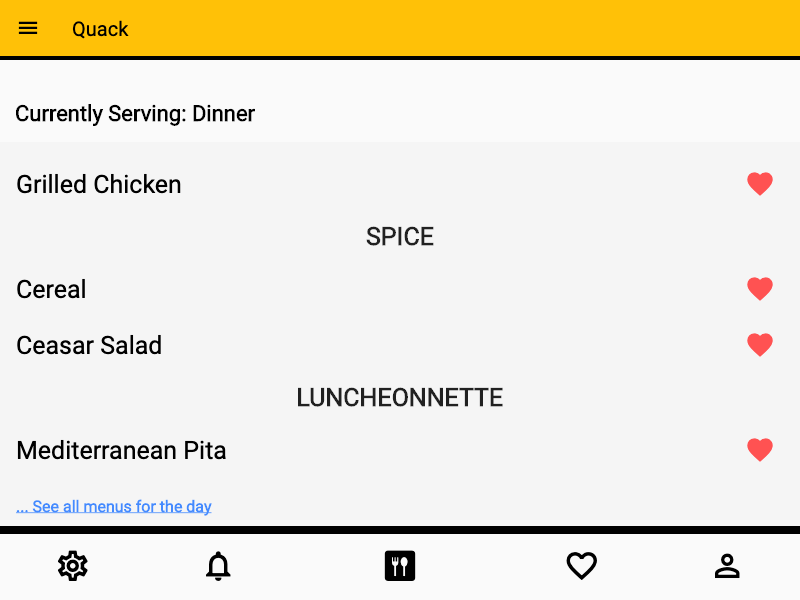 Quack
Currently Serving: Dinner
Grilled Chicken
SPICE
Cereal
Ceasar Salad
LUNCHEONNETTE
Mediterranean Pita
... See all menus for the day